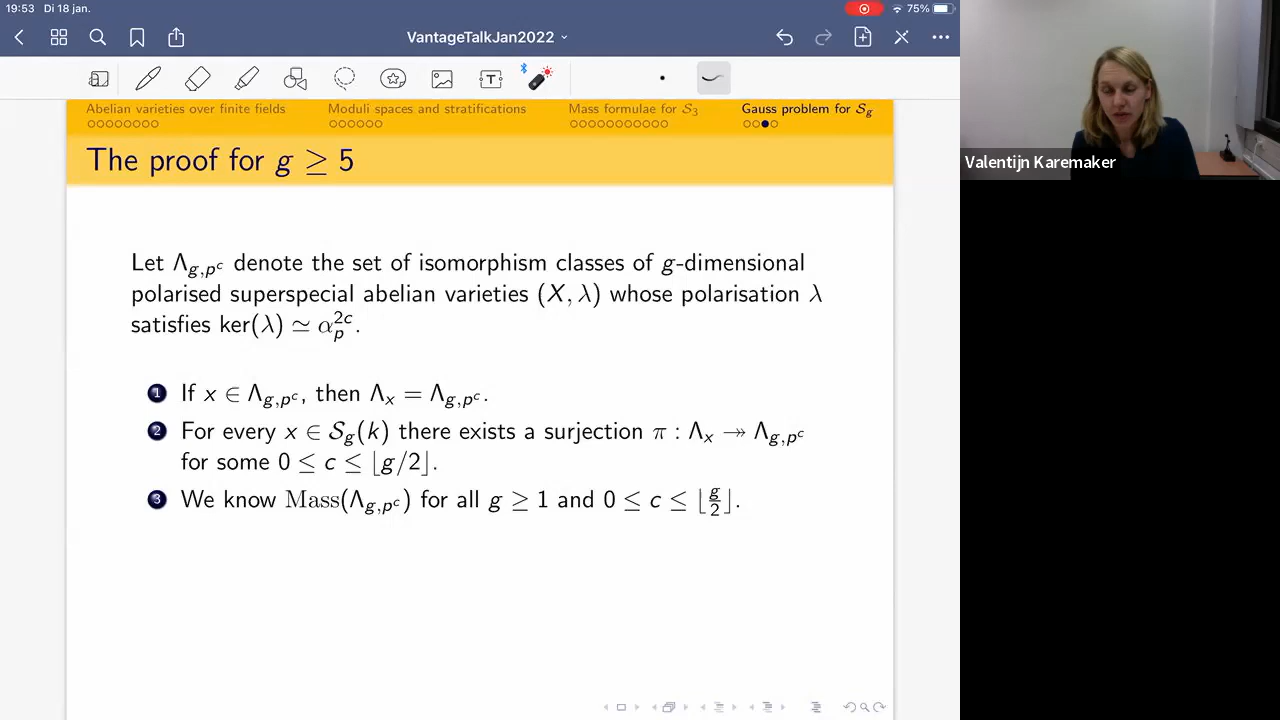 19:53 Di 18 jan. 75%
VantageTalkJan2022
Abelian varieties over finite fields Moduli spaces and stratifications Mass formulae for 𝒮₃ Gauss problem for 𝒮_g
The proof for g ≥ 5
Let Λ_{g,p^c} denote the set of isomorphism classes of g-dimensional
polarised superspecial abelian varieties (X, λ) whose polarisation λ
satisfies ker(λ) ≃ α_p^{2c}.
1 If x ∈ Λ_{g,p^c}, then Λ_x = Λ_{g,p^c}.
2 For every x ∈ 𝒮_g(k) there exists a surjection π : Λ_x ↠ Λ_{g,p^c}
for some 0 ≤ c ≤ ⌊g/2⌋.
3 We know Mass(Λ_{g,p^c}) for all g ≥ 1 and 0 ≤ c ≤ ⌊g/2⌋.
Valentijn Karemaker